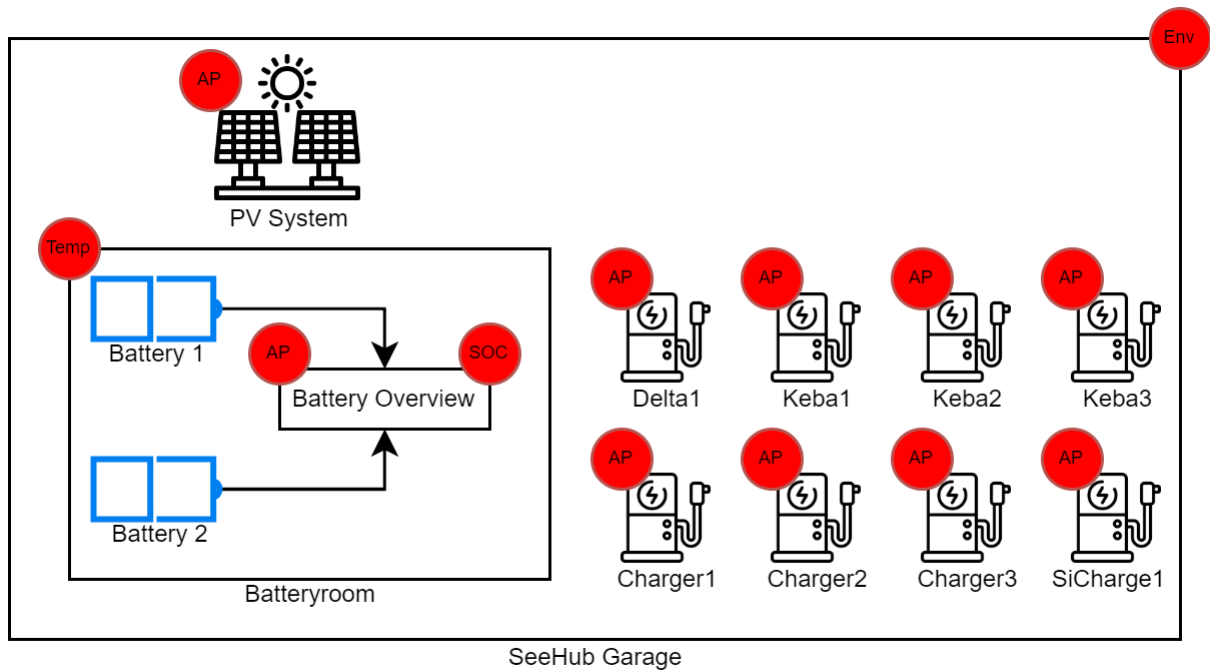 Env
AP
PV System
Temp
Battery 1
AP
SOC
Battery Overview
Battery 2
Batteryroom
AP
AP
AP
AP
Delta1
Keba1
Keba2
Keba3
AP
AP
AP
AP
Charger1
Charger2
Charger3
SiCharge1
SeeHub Garage